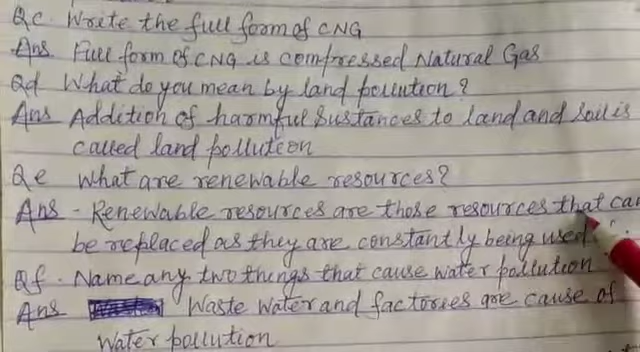 Qc. Write the full form of CNG
Ans Full form of CNG is compressed Natural Gas
Qd What do you mean by land pollution?
Ans Addition of harmful Sustances to land and soil is
called land pollution
Qe What are renewable resources?
Ans - Renewable resources are those resources that can
be replaced as they are constantly being used.
Qf. Name any two things that cause water pollution.
Ans Waste Water and factories are cause of
Water pollution